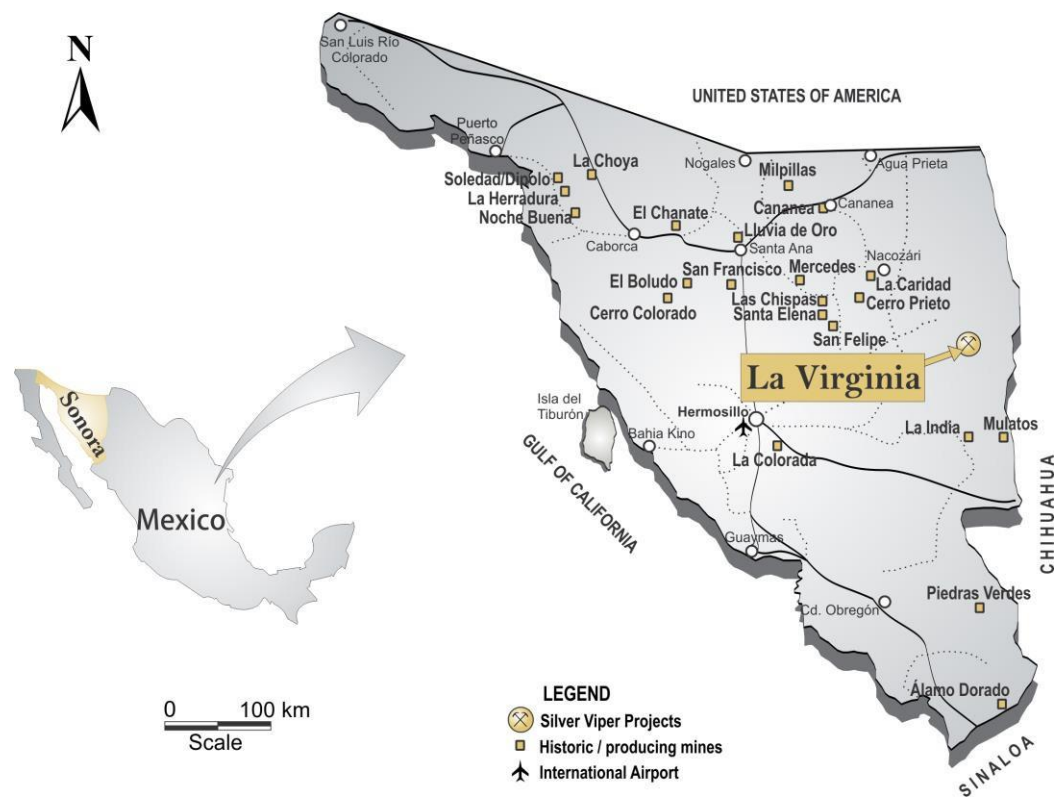 N
San Luis Río
Colorado
UNITED STATES OF AMERICA
Puerto
Peñasco
Nogales
Agua Prieta
La Choya
Milpillas
Soledad/Dipolo
La Herradura
Noche Buena
El Chanate
Cananea
Cananea
Caborca
Lluvia de Oro
Santa Ana
Nacozári
El Boludo
San Francisco
Mercedes
La Caridad
Cerro Colorado
Las Chispas
Cerro Prieto
Santa Elena
San Felipe
La Virginia
Sonora
Isla del
Tiburón
Hermosillo
Bahia Kino
La India
Mulatos
La Colorada
GULF OF CALIFORNIA
CHIHUAHUA
Mexico
Guaymas
Piedras Verdes
Cd. Obregón
Álamo Dorado
SINALOA
0 100 km
Scale
LEGEND
Silver Viper Projects
Historic / producing mines
International Airport